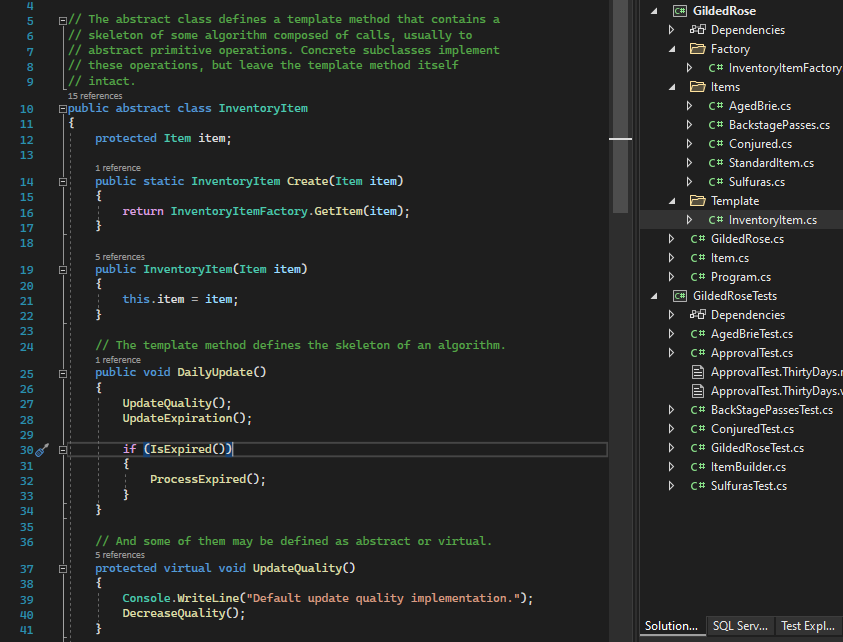 4
5 // The abstract class defines a template method that contains a
6 // skeleton of some algorithm composed of calls, usually to
7 // abstract primitive operations. Concrete subclasses implement
8 // these operations, but leave the template method itself
9 // intact.
15 references
10 public abstract class InventoryItem
11 {
12 protected Item item;
13
1 reference
14 public static InventoryItem Create(Item item)
15 {
16 return InventoryItemFactory.GetItem(item);
17 }
18
5 references
19 public InventoryItem(Item item)
20 {
21 this.item = item;
22 }
23
24 // The template method defines the skeleton of an algorithm.
1 reference
25 public void DailyUpdate()
26 {
27 UpdateQuality();
28 UpdateExpiration();
29
30 if (IsExpired())
31 {
32 ProcessExpired();
33 }
34 }
35
36 // And some of them may be defined as abstract or virtual.
5 references
37 protected virtual void UpdateQuality()
38 {
39 Console.WriteLine("Default update quality implementation.");
40 DecreaseQuality();
41 }
C# GildedRose
Dependencies
Factory
C# InventoryItemFactory
Items
C# AgedBrie.cs
C# BackstagePasses.cs
C# Conjured.cs
C# StandardItem.cs
C# Sulfuras.cs
Template
C# InventoryItem.cs
C# GildedRose.cs
C# Item.cs
C# Program.cs
C# GildedRoseTests
Dependencies
C# AgedBrieTest.cs
C# ApprovalTest.cs
ApprovalTest.ThirtyDays.r
ApprovalTest.ThirtyDays.v
C# BackStagePassesTest.cs
C# ConjuredTest.cs
C# GildedRoseTest.cs
C# ItemBuilder.cs
C# SulfurasTest.cs
Solution... SQL Serv... Test Expl...